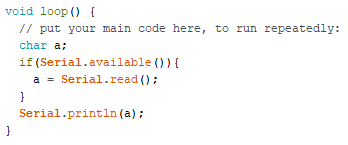 void loop() {
  // put your main code here, to run repeatedly:
  char a;
  if(Serial.available()){
    a = Serial.read();
  }
  Serial.println(a);
}